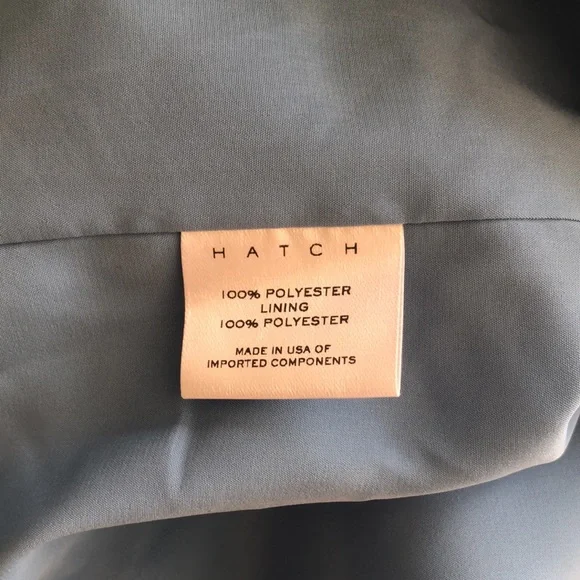 HATCH
100% POLYESTER
LINING
100% POLYESTER
MADE IN USA OF
IMPORTED COMPONENTS